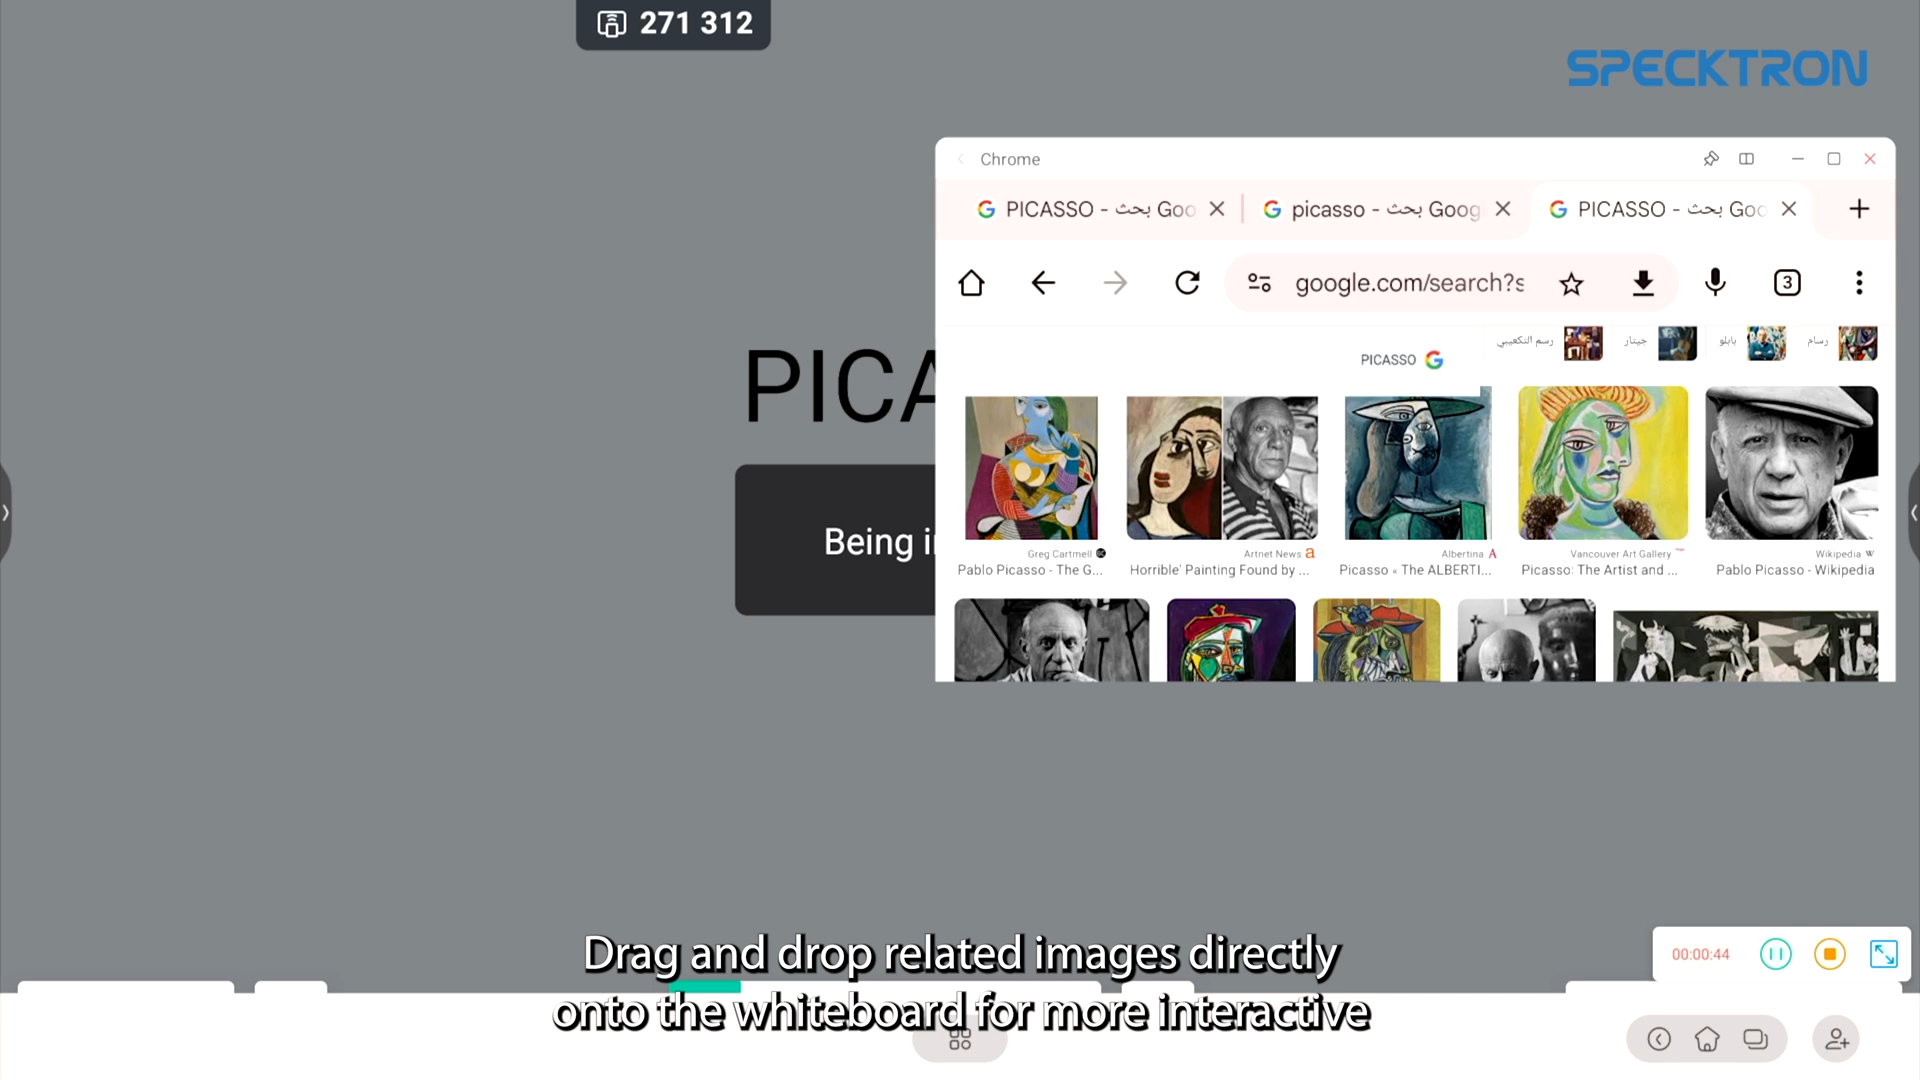 271 312
SPECKTRON
Chrome
PICASSO - بحث Goo
picasso - بحث Goog
PICASSO - بحث Goo
google.com/search?s
3
PICASSO
رسم التكعيبي
جيتار
بابلو
رسام
PICA
Being i
Greg Cartmell
Pablo Picasso - The G...
Artnet News
Horrible' Painting Found by ...
Albertina
Picasso « The ALBERTI...
Vancouver Art Gallery
Picasso: The Artist and ...
Wikipedia W
Pablo Picasso - Wikipedia
00:00:44
Drag and drop related images directly
onto the whiteboard for more interactive